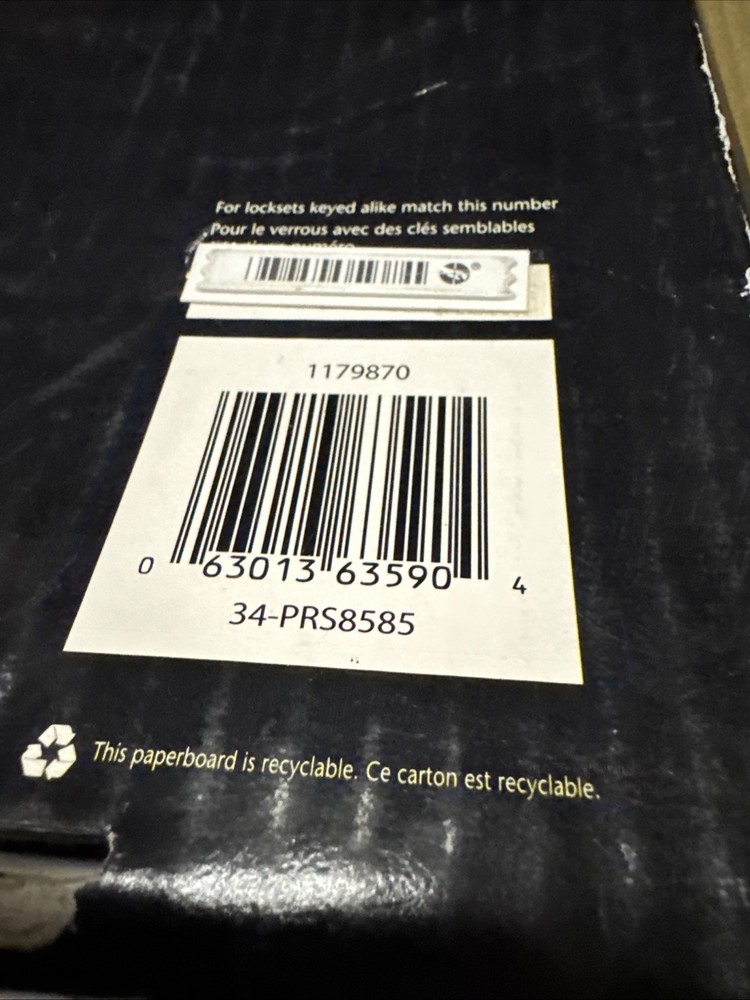 For locksets keyed alike match this number
Pour le verrous avec des clés semblables
numéro
1179870
0 63013 63590 4
34-PRS8585
This paperboard is recyclable. Ce carton est recyclable.